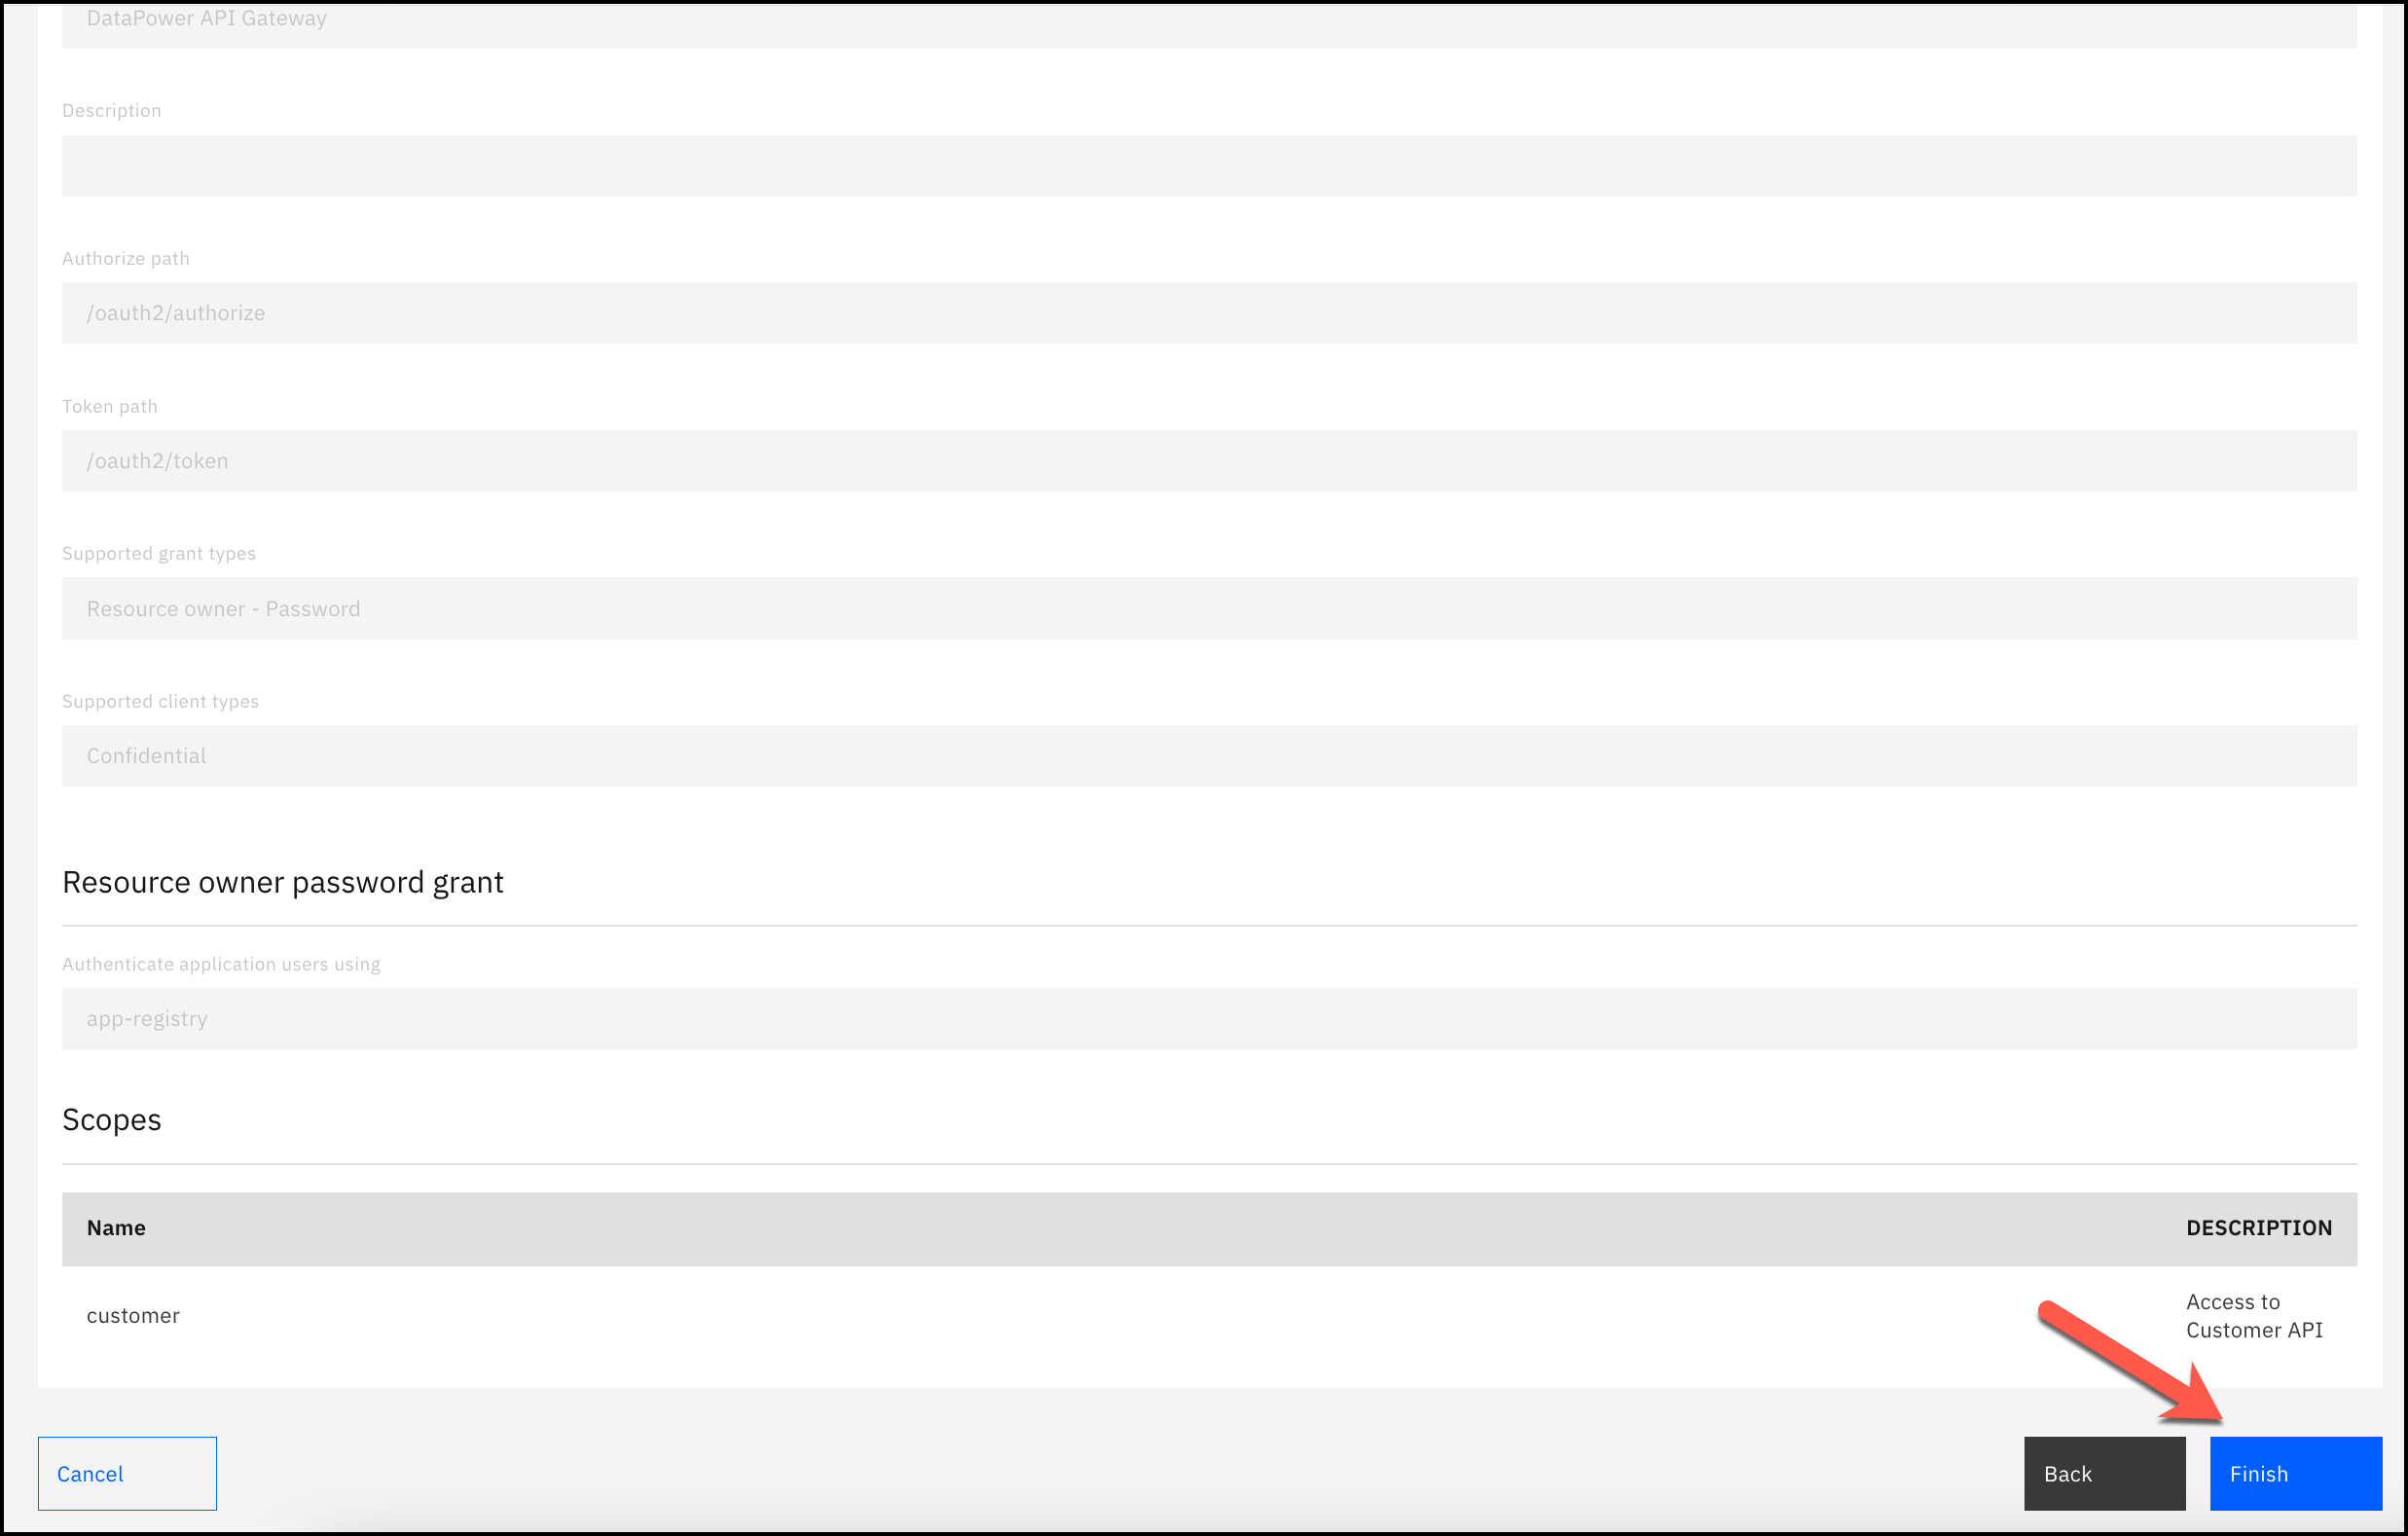 DataPower API Gateway
Description
Authorize path
/oauth2/authorize
Token path
/oauth2/token
Supported grant types
Resource owner - Password
Supported client types
Confidential
Resource owner password grant
Authenticate application users using
app-registry
Scopes
Name DESCRIPTION
customer Access to
Customer API
Cancel Back Finish